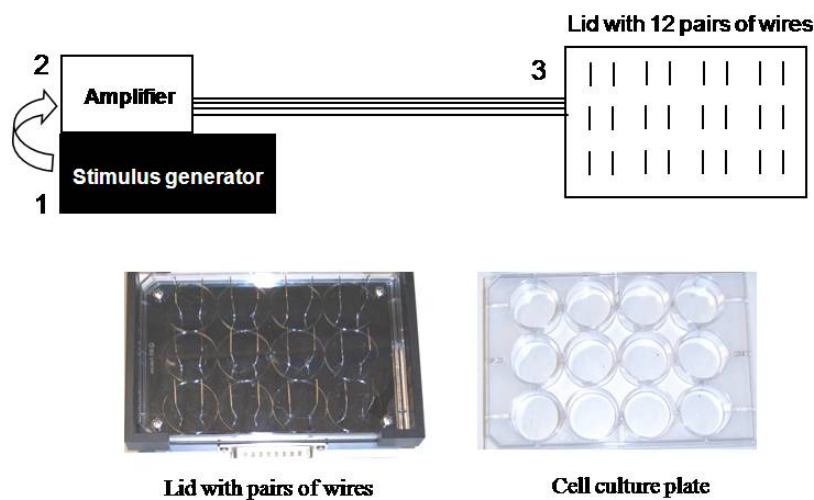 Lid with 12 pairs of wires
2
3
Amplifier
Stimulus generator
1
Lid with pairs of wires
Cell culture plate